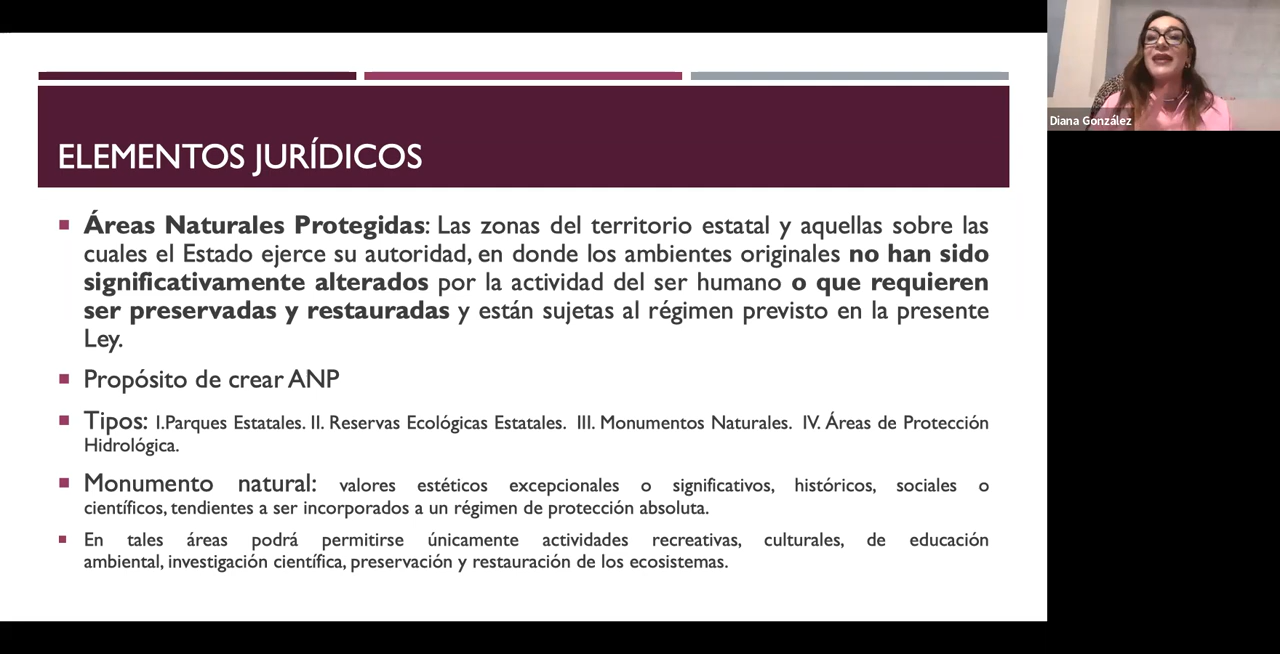 ELEMENTOS JURÍDICOS
Áreas Naturales Protegidas: Las zonas del territorio estatal y aquellas sobre las
cuales el Estado ejerce su autoridad, en donde los ambientes originales no han sido
significativamente alterados por la actividad del ser humano o que requieren
ser preservadas y restauradas y están sujetas al régimen previsto en la presente
Ley.
Propósito de crear ANP
Tipos: I.Parques Estatales. II. Reservas Ecológicas Estatales. III. Monumentos Naturales. IV. Áreas de Protección
Hidrológica.
Monumento natural: valores estéticos excepcionales o significativos, históricos, sociales o
científicos, tendientes a ser incorporados a un régimen de protección absoluta.
En tales áreas podrá permitirse únicamente actividades recreativas, culturales, de educación
ambiental, investigación científica, preservación y restauración de los ecosistemas.
Diana González